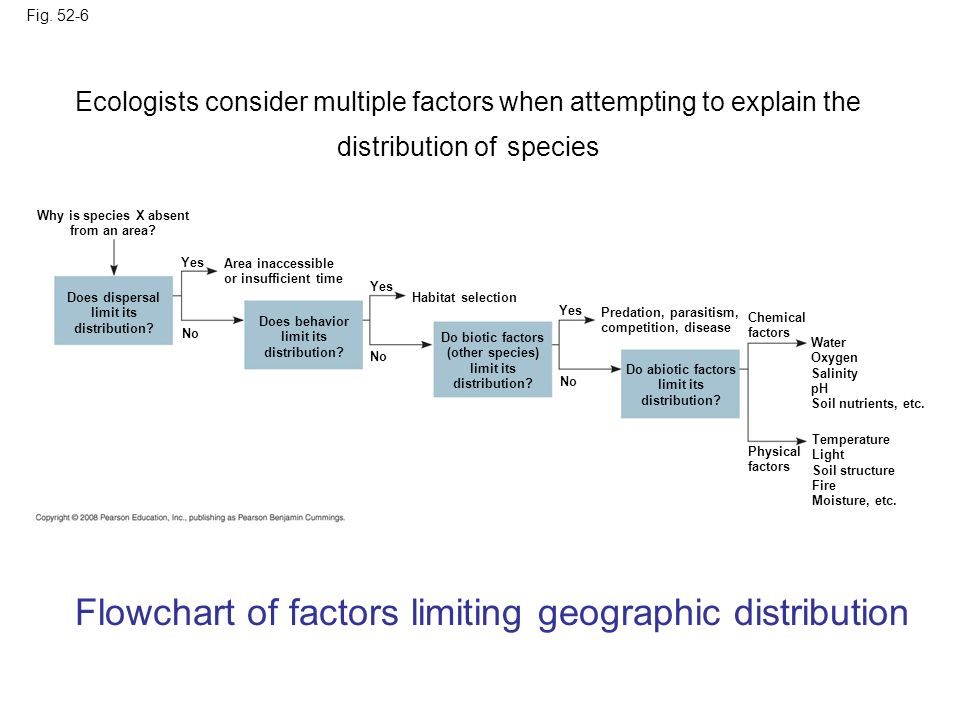 Fig. 52-6
Ecologists consider multiple factors when attempting to explain the
distribution of species
Why is species X absent
from an area?
Does dispersal
limit its
distribution?
Yes
Area inaccessible
or insufficient time
No
Does behavior
limit its
distribution?
Yes
Habitat selection
No
Do biotic factors
(other species)
limit its
distribution?
Yes
Predation, parasitism,
competition, disease
No
Do abiotic factors
limit its
distribution?
Chemical
factors
Water
Oxygen
Salinity
pH
Soil nutrients, etc.
Physical
factors
Temperature
Light
Soil structure
Fire
Moisture, etc.
Copyright © 2008 Pearson Education, Inc., publishing as Pearson Benjamin Cummings.
Flowchart of factors limiting geographic distribution